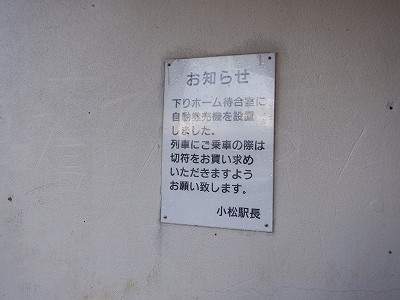 お知らせ
下りホーム待合室に
自動券売機を設置
しました。
列車にご乗車の際は
切符をお買い求め
いただきますよう
お願い致します。
小松駅長